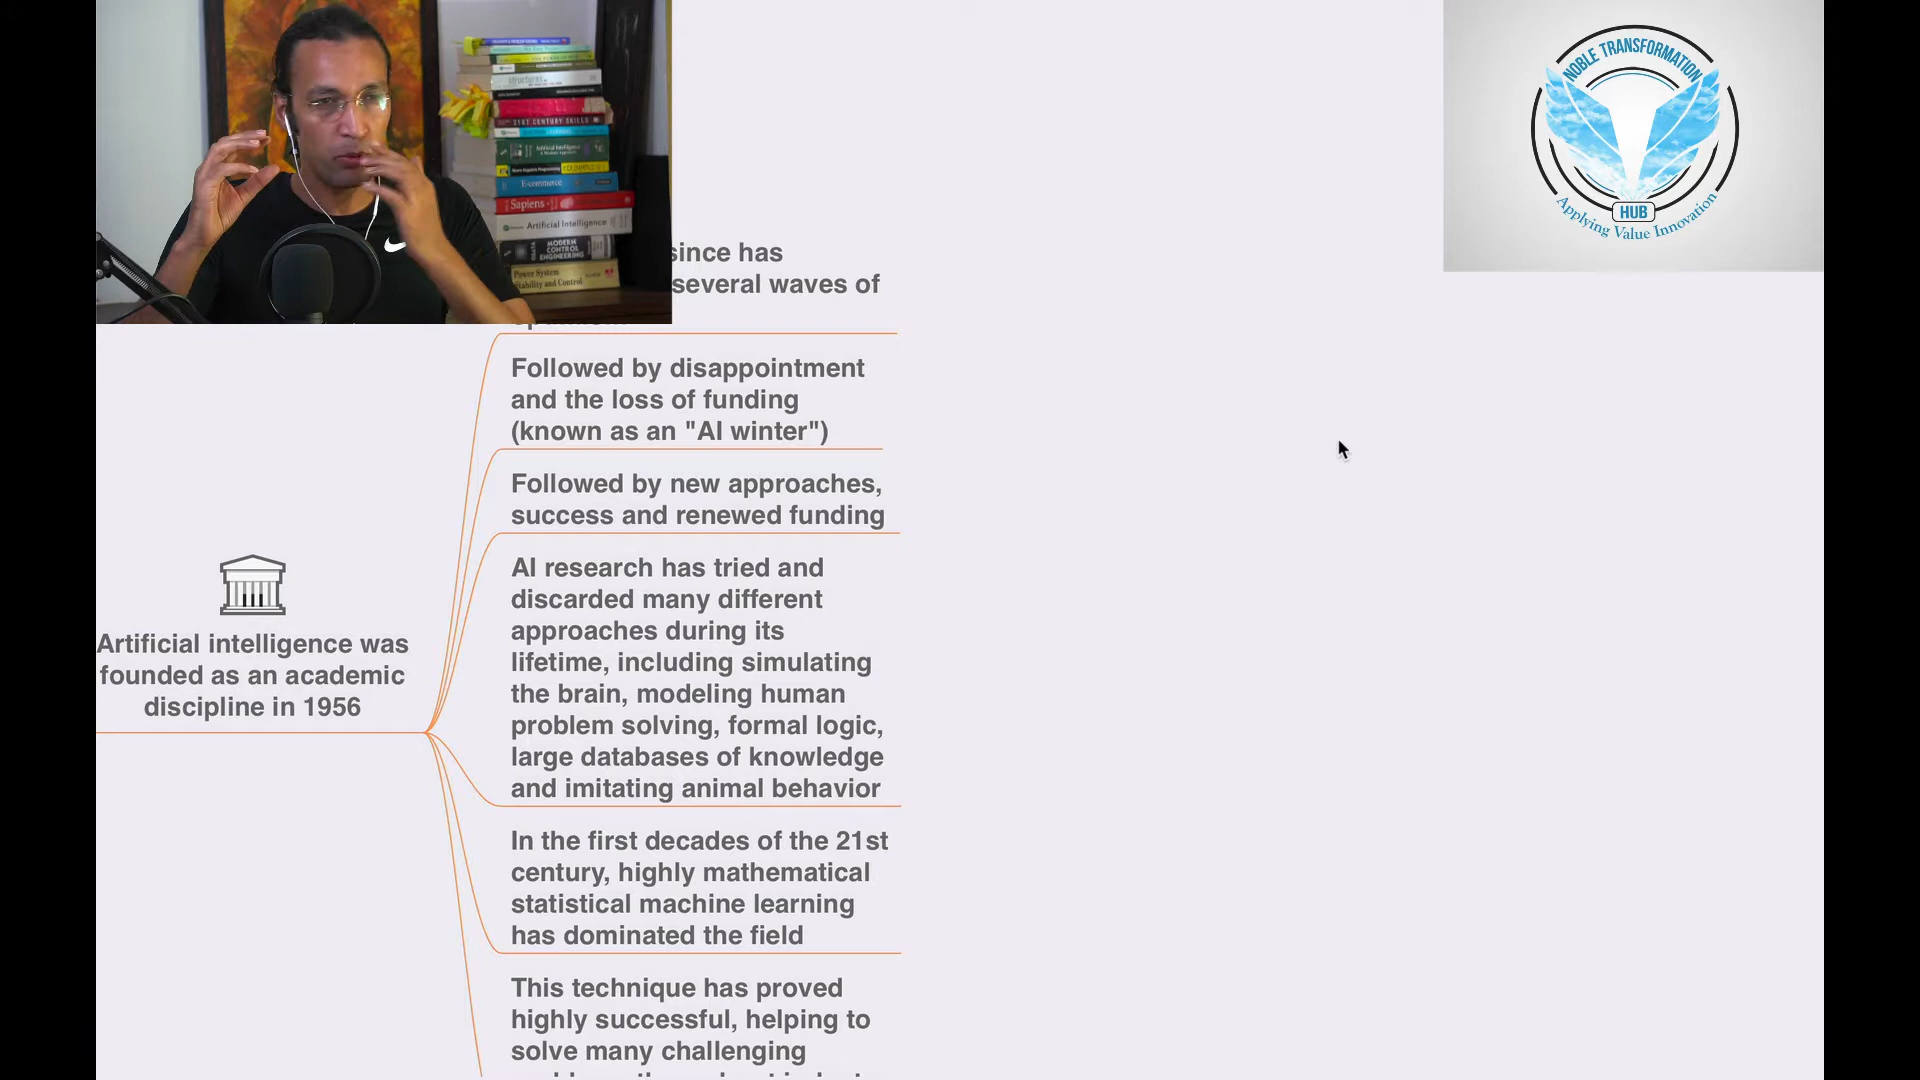 NOBLE TRANSFORMATION
HUB
Applying Value Innovation
21ST CENTURY SKILLS
Artificial Intelligence
E-commerce
Sapiens
Artificial Intelligence
MODERN CONTROL
ENGINEERING
Power System
Stability and Control
since has
several waves of
Followed by disappointment
and the loss of funding
(known as an "AI winter")
Followed by new approaches,
success and renewed funding
AI research has tried and
discarded many different
approaches during its
lifetime, including simulating
the brain, modeling human
problem solving, formal logic,
large databases of knowledge
and imitating animal behavior
Artificial intelligence was
founded as an academic
discipline in 1956
In the first decades of the 21st
century, highly mathematical
statistical machine learning
has dominated the field
This technique has proved
highly successful, helping to
solve many challenging